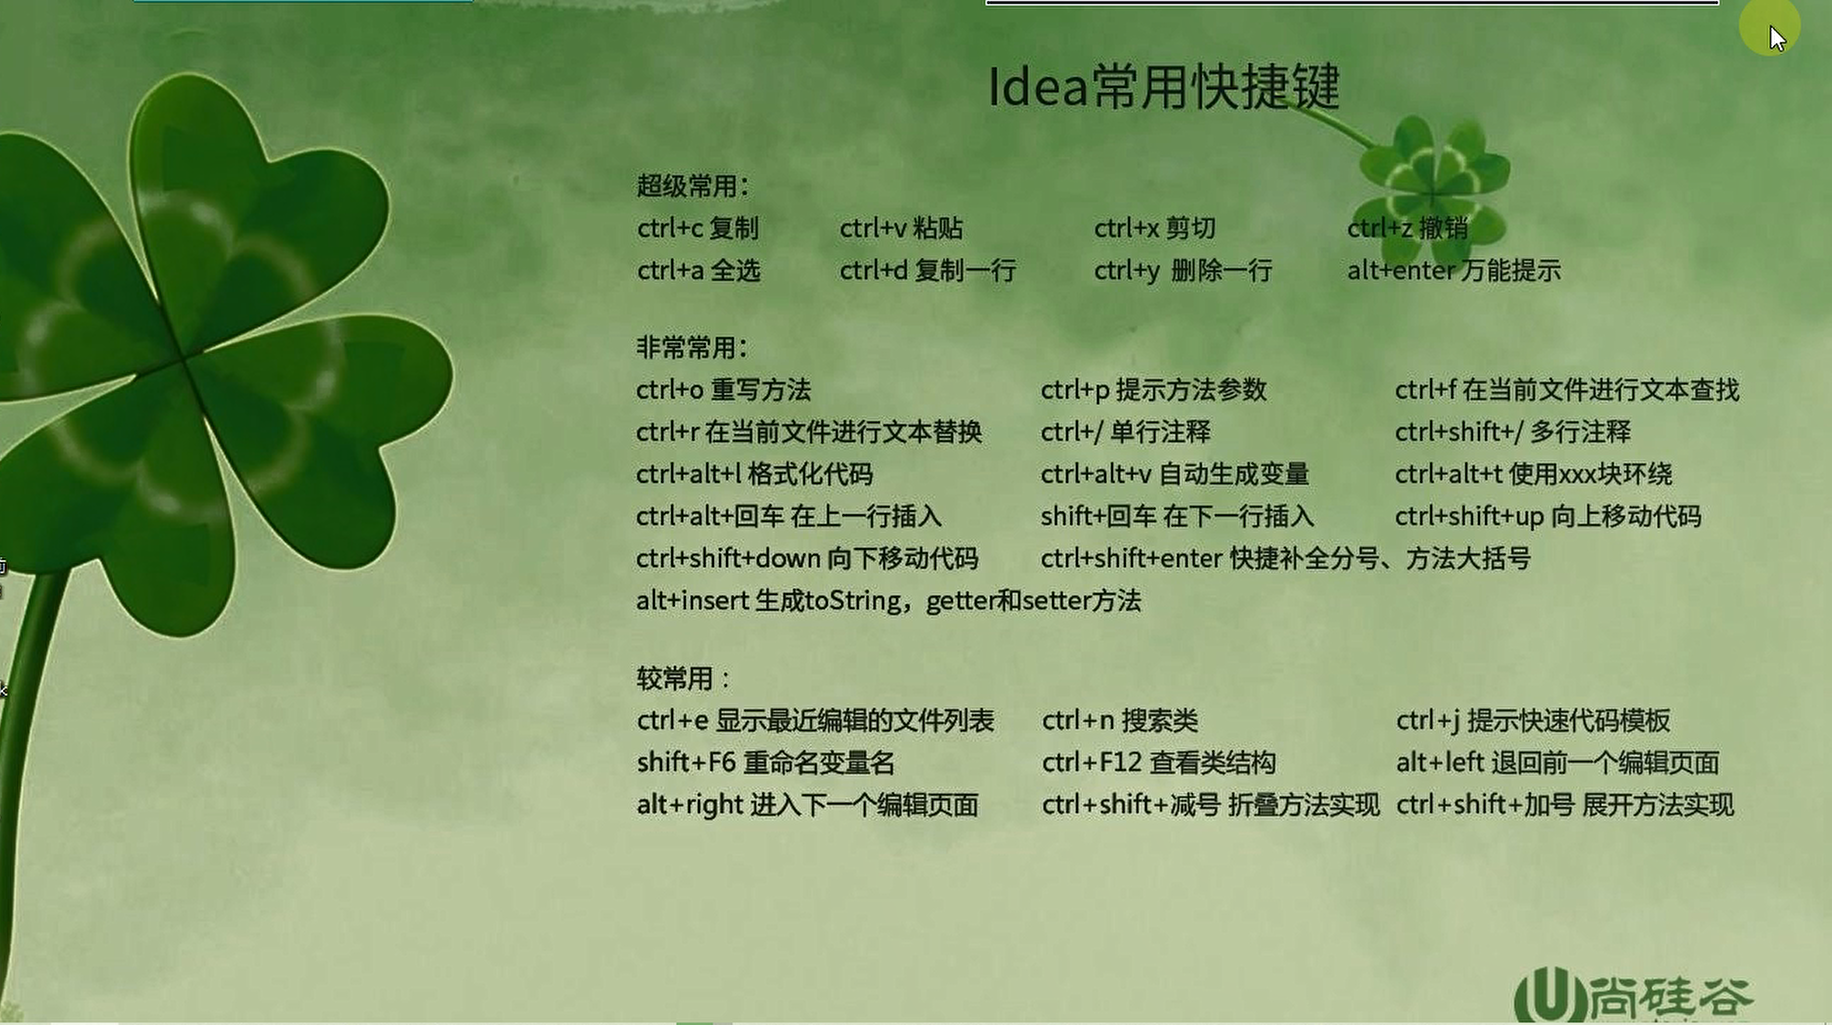 Idea常用快捷键
超级常用：
ctrl+c 复制 ctrl+v 粘贴 ctrl+x 剪切 ctrl+z 撤销
ctrl+a 全选 ctrl+d 复制一行 ctrl+y 删除一行 alt+enter 万能提示
非常常用：
ctrl+o 重写方法 ctrl+p 提示方法参数 ctrl+f 在当前文件进行文本查找
ctrl+r 在当前文件进行文本替换 ctrl+/ 单行注释 ctrl+shift+/ 多行注释
ctrl+alt+l 格式化代码 ctrl+alt+v 自动生成变量 ctrl+alt+t 使用xxx块环绕
ctrl+alt+回车 在上一行插入 shift+回车 在下一行插入 ctrl+shift+up 向上移动代码
ctrl+shift+down 向下移动代码 ctrl+shift+enter 快捷补全分号、方法大括号
alt+insert 生成toString，getter和setter方法
较常用：
ctrl+e 显示最近编辑的文件列表 ctrl+n 搜索类 ctrl+j 提示快速代码模板
shift+F6 重命名变量名 ctrl+F12 查看类结构 alt+left 退回前一个编辑页面
alt+right 进入下一个编辑页面 ctrl+shift+减号 折叠方法实现 ctrl+shift+加号 展开方法实现
尚硅谷